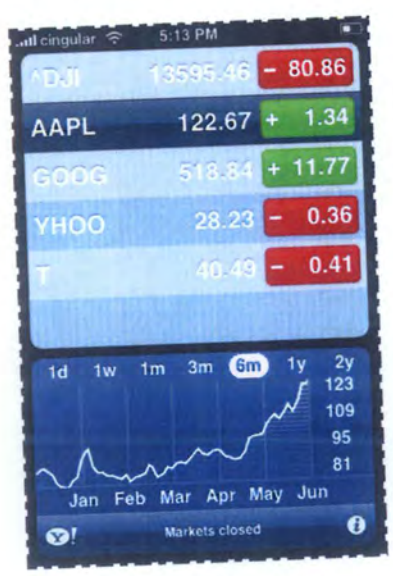 cingular 5:13 PM
^DJI 13595.46 - 80.86
AAPL 122.67 + 1.34
GOOG 518.84 + 11.77
YHOO 28.23 - 0.36
T 40.49 - 0.41
1d 1w 1m 3m 6m 1y 2y
123
109
95
81
Jan Feb Mar Apr May Jun
Y! Markets closed i